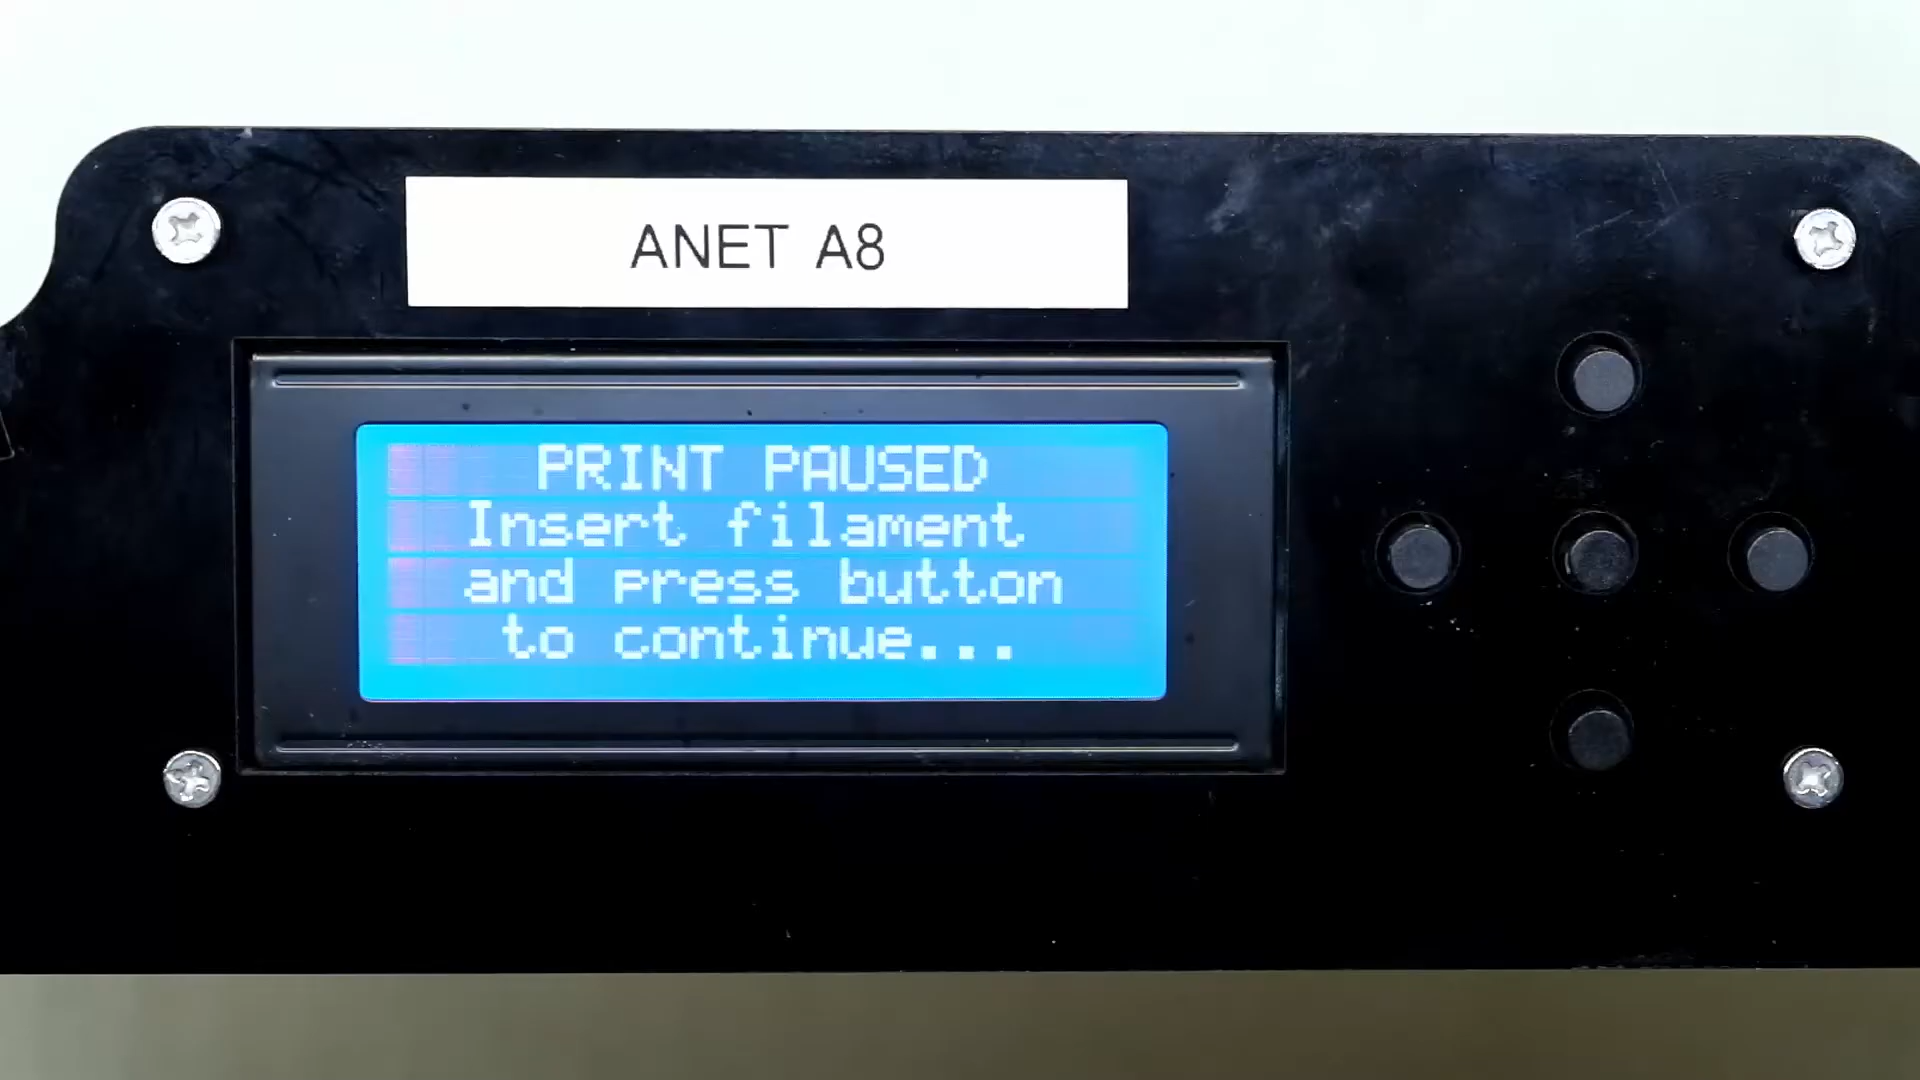 ANET A8
PRINT PAUSED
Insert filament
and press button
to continue...